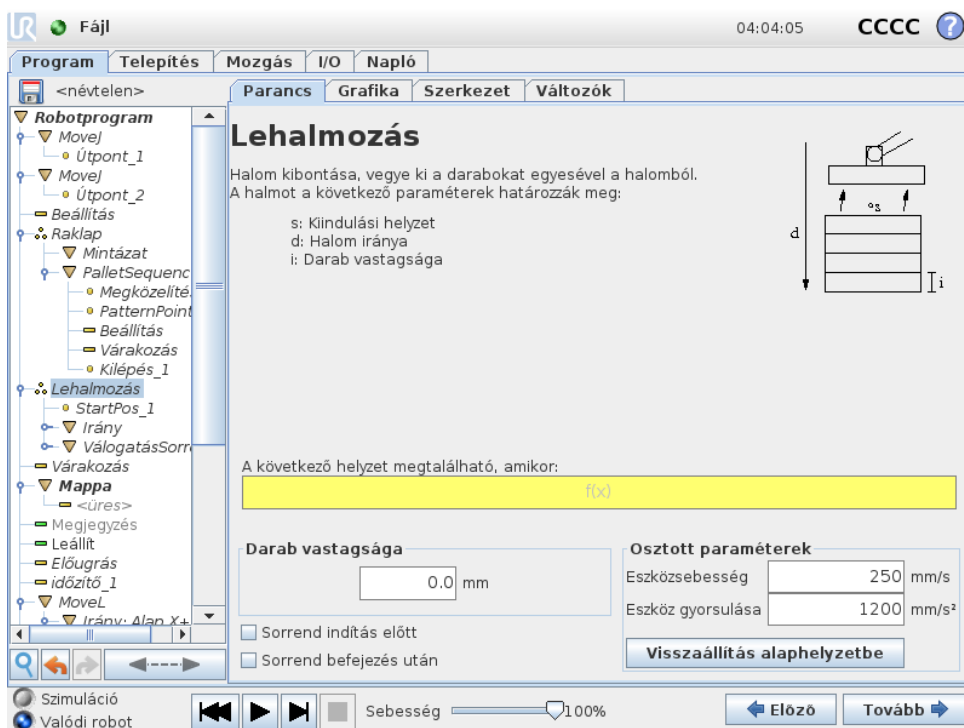 Fájl
04:04:05
CCCC
?
Program Telepítés Mozgás I/O Napló
<névtelen>
Parancs Grafika Szerkezet Változók
Robotprogram
MoveJ
Útpont_1
MoveJ
Útpont_2
Beállítás
Raklap
Mintázat
PalletSequenc
Megközelítés
PatternPoint
Beállítás
Várakozás
Kilépés_1
Lehalmozás
StartPos_1
Irány
VálogatásSorre
Várakozás
Mappa
<üres>
Megjegyzés
Leállít
Előugrás
időzítő_1
MoveL
Irány: Alap X+
Lehalmozás
Halom kibontása, vegye ki a darabokat egyesével a halomból.
A halmot a következő paraméterek határozzák meg:
s: Kiindulási helyzet
d: Halom iránya
i: Darab vastagsága
s
d
i
A következő helyzet megtalálható, amikor:
f(x)
Darab vastagsága
0.0 mm
Sorrend indítás előtt
Sorrend befejezés után
Osztott paraméterek
Eszközsebesség 250 mm/s
Eszköz gyorsulása 1200 mm/s²
Visszaállítás alaphelyzetbe
Szimuláció
Valódi robot
Sebesség 100%
Előző
Tovább